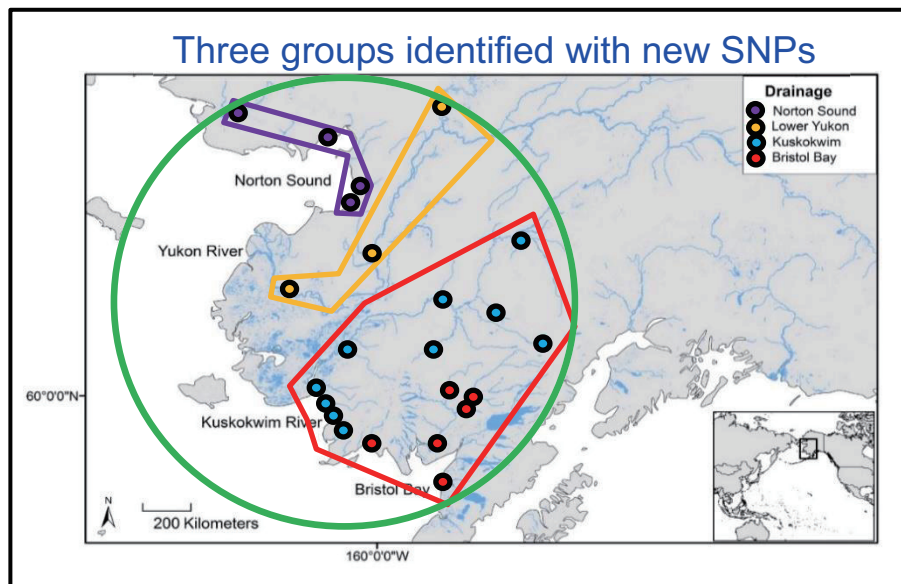 Three groups identified with new SNPs
Drainage
Norton Sound
Lower Yukon
Kuskokwim
Bristol Bay
Norton Sound
Yukon River
60°0'0"N
Kuskokwim River
Bristol Bay
N
200 Kilometers
160°0'0"W